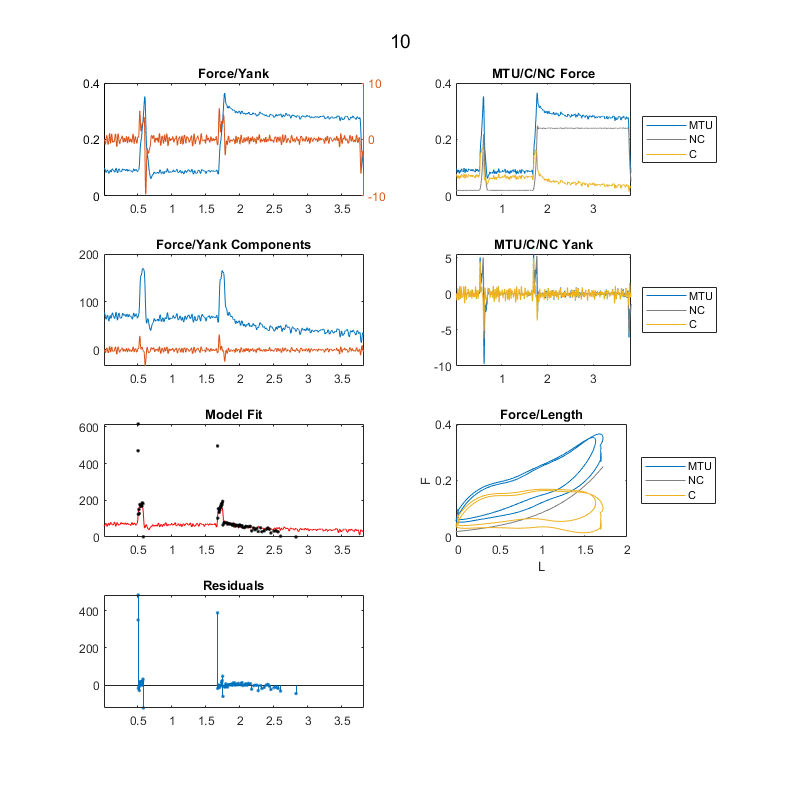 10
Force/Yank
0.4
0.2
0
10
0
-10
0.5 1 1.5 2 2.5 3 3.5
MTU/C/NC Force
0.4
0.2
0
1 2 3
MTU
NC
C
Force/Yank Components
200
100
0
0.5 1 1.5 2 2.5 3 3.5
MTU/C/NC Yank
5
0
-5
-10
1 2 3
MTU
NC
C
Model Fit
600
400
200
0
0.5 1 1.5 2 2.5 3 3.5
Force/Length
F
0.4
0.2
0
0 0.5 1 1.5 2
L
MTU
NC
C
Residuals
400
200
0
0.5 1 1.5 2 2.5 3 3.5